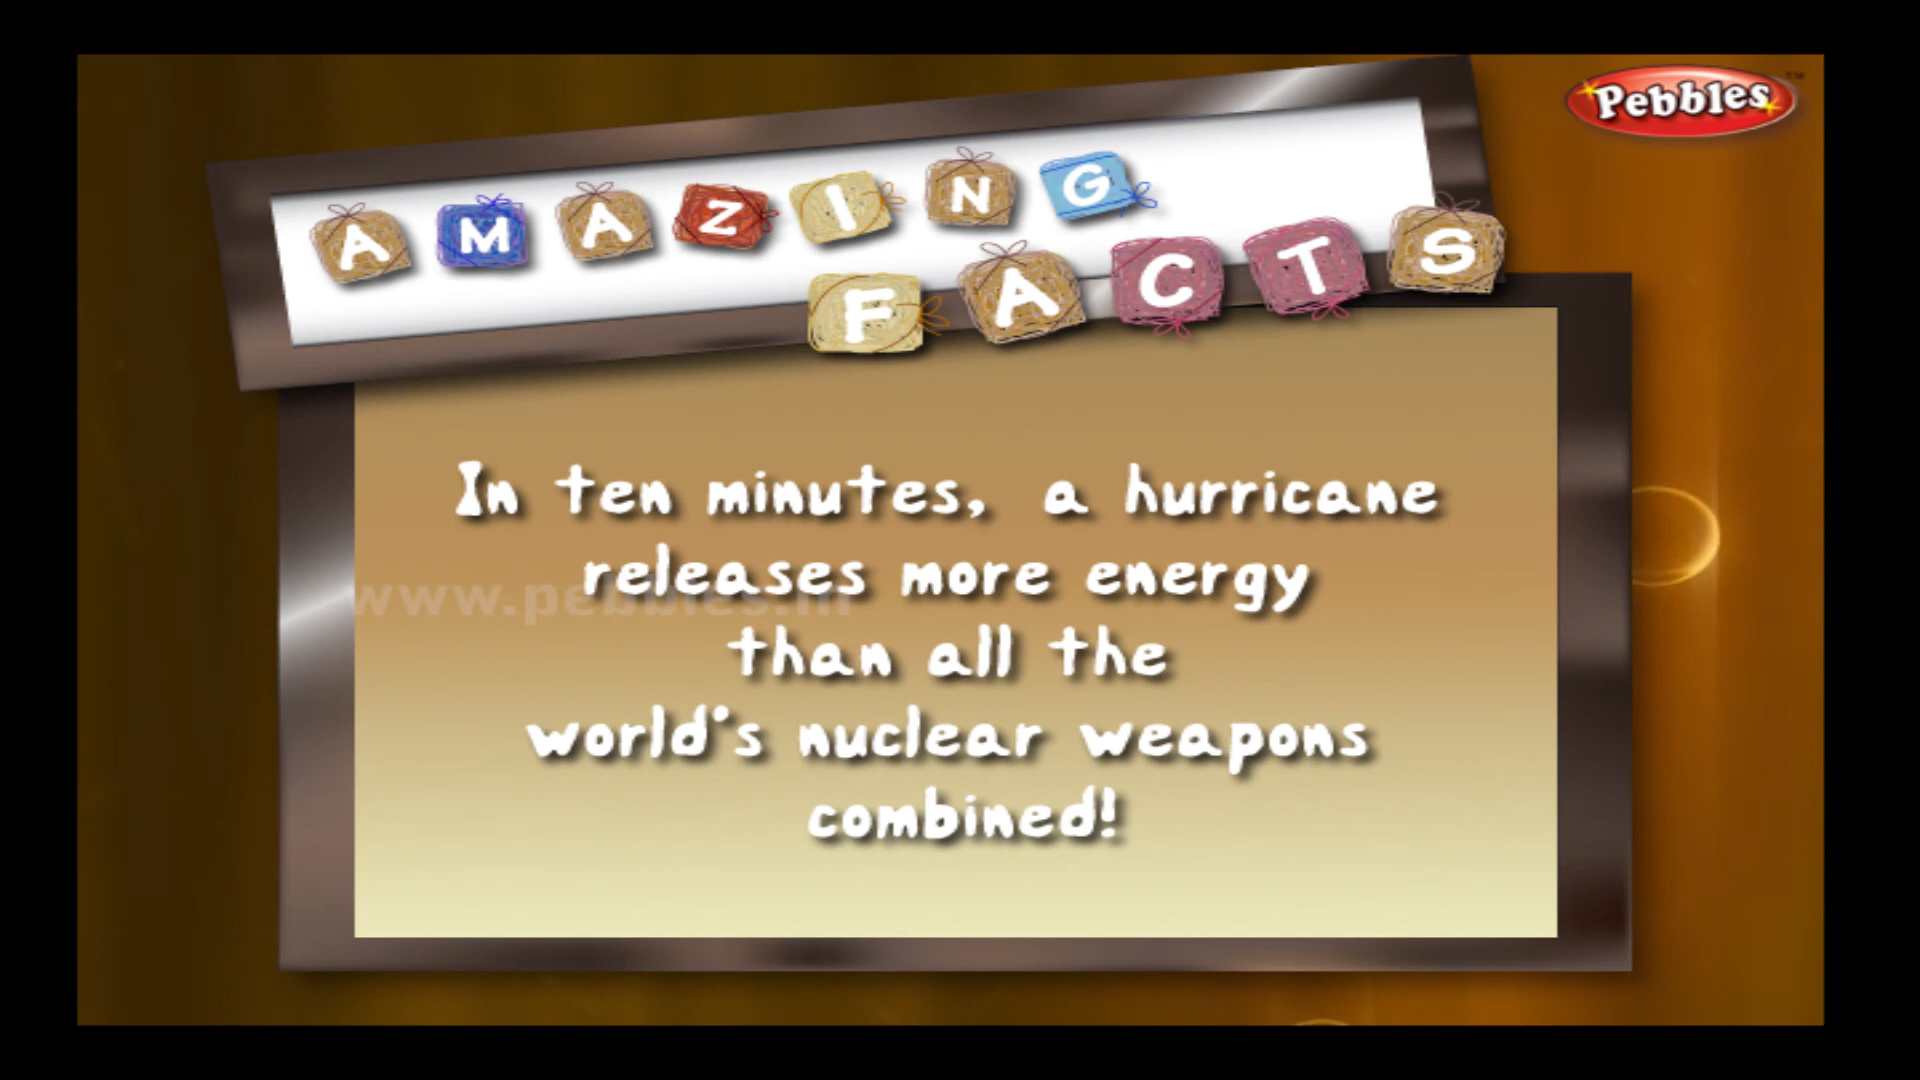 Pebbles™
AMAZING
FACTS
In ten minutes, a hurricane
releases more energy
www.pebbles.in
than all the
world's nuclear weapons
combined!